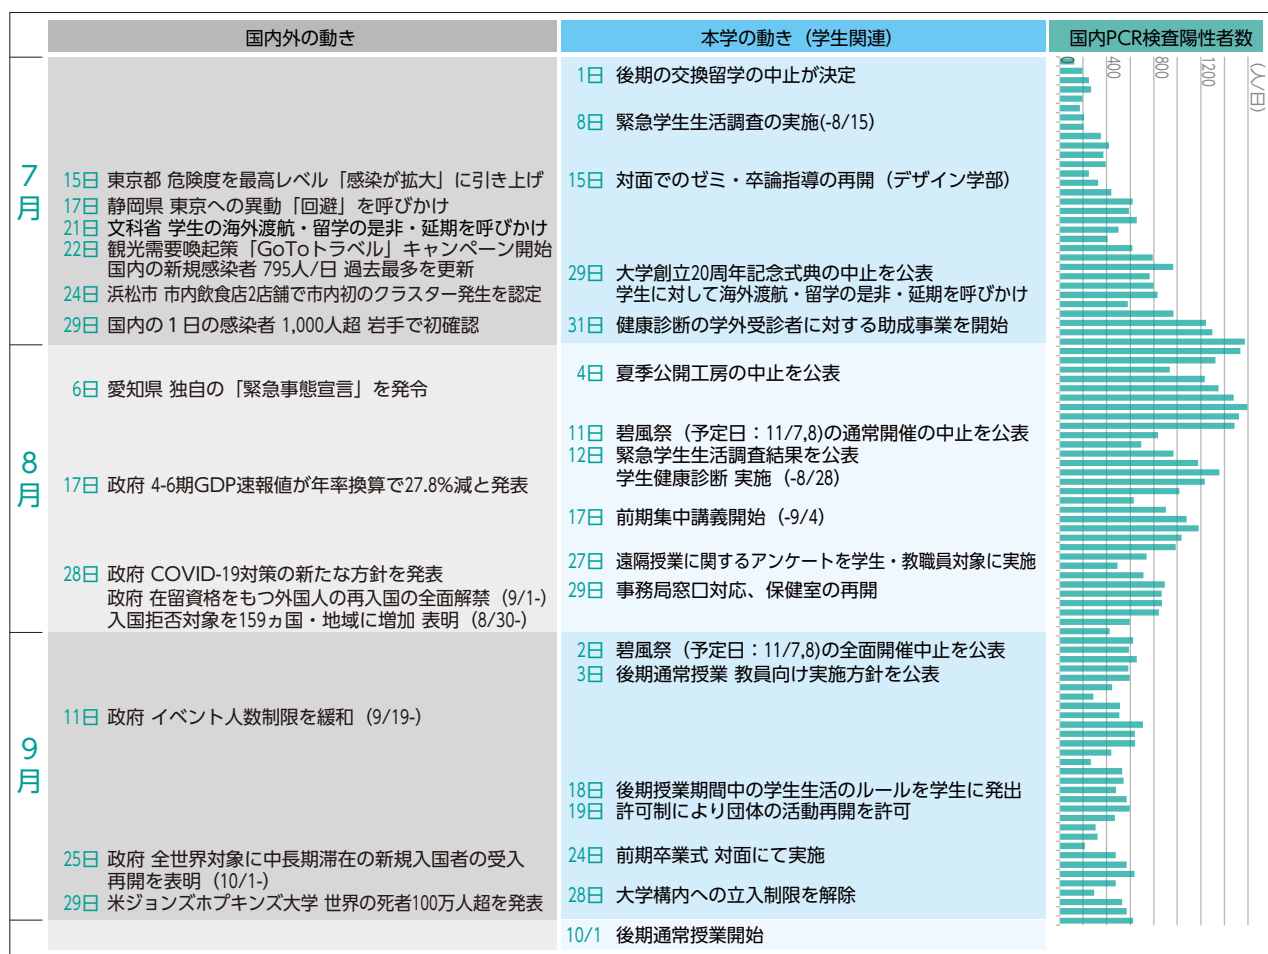 国内外の動き
本学の動き（学生関連）
国内PCR検査陽性者数
0
400
800
1200
(人/日)
7月
15日 東京都 危険度を最高レベル「感染が拡大」に引き上げ
17日 静岡県 東京への異動「回避」を呼びかけ
21日 文科省 学生の海外渡航・留学の是非・延期を呼びかけ
22日 観光需要喚起策「GoToトラベル」キャンペーン開始
国内の新規感染者 795人/日 過去最多を更新
24日 浜松市 市内飲食店2店舗で市内初のクラスター発生を認定
29日 国内の１日の感染者 1,000人超 岩手で初確認
1日 後期の交換留学の中止が決定
8日 緊急学生生活調査の実施(-8/15)
15日 対面でのゼミ・卒論指導の再開（デザイン学部）
29日 大学創立20周年記念式典の中止を公表
学生に対して海外渡航・留学の是非・延期を呼びかけ
31日 健康診断の学外受診者に対する助成事業を開始
8月
6日 愛知県 独自の「緊急事態宣言」を発令
17日 政府 4-6期GDP速報値が年率換算で27.8%減と発表
28日 政府 COVID-19対策の新たな方針を発表
政府 在留資格をもつ外国人の再入国の全面解禁（9/1-)
入国拒否対象を159ヵ国・地域に増加 表明（8/30-）
4日 夏季公開工房の中止を公表
11日 碧風祭（予定日：11/7,8)の通常開催の中止を公表
12日 緊急学生生活調査結果を公表
学生健康診断 実施（-8/28）
17日 前期集中講義開始（-9/4）
27日 遠隔授業に関するアンケートを学生・教職員対象に実施
29日 事務局窓口対応、保健室の再開
9月
11日 政府 イベント人数制限を緩和（9/19-）
25日 政府 全世界対象に中長期滞在の新規入国者の受入
再開を表明（10/1-)
29日 米ジョンズホプキンズ大学 世界の死者100万人超を発表
2日 碧風祭（予定日：11/7,8)の全面開催中止を公表
3日 後期通常授業 教員向け実施方針を公表
18日 後期授業期間中の学生生活のルールを学生に発出
19日 許可制により団体の活動再開を許可
24日 前期卒業式 対面にて実施
28日 大学構内への立入制限を解除
10/1 後期通常授業開始